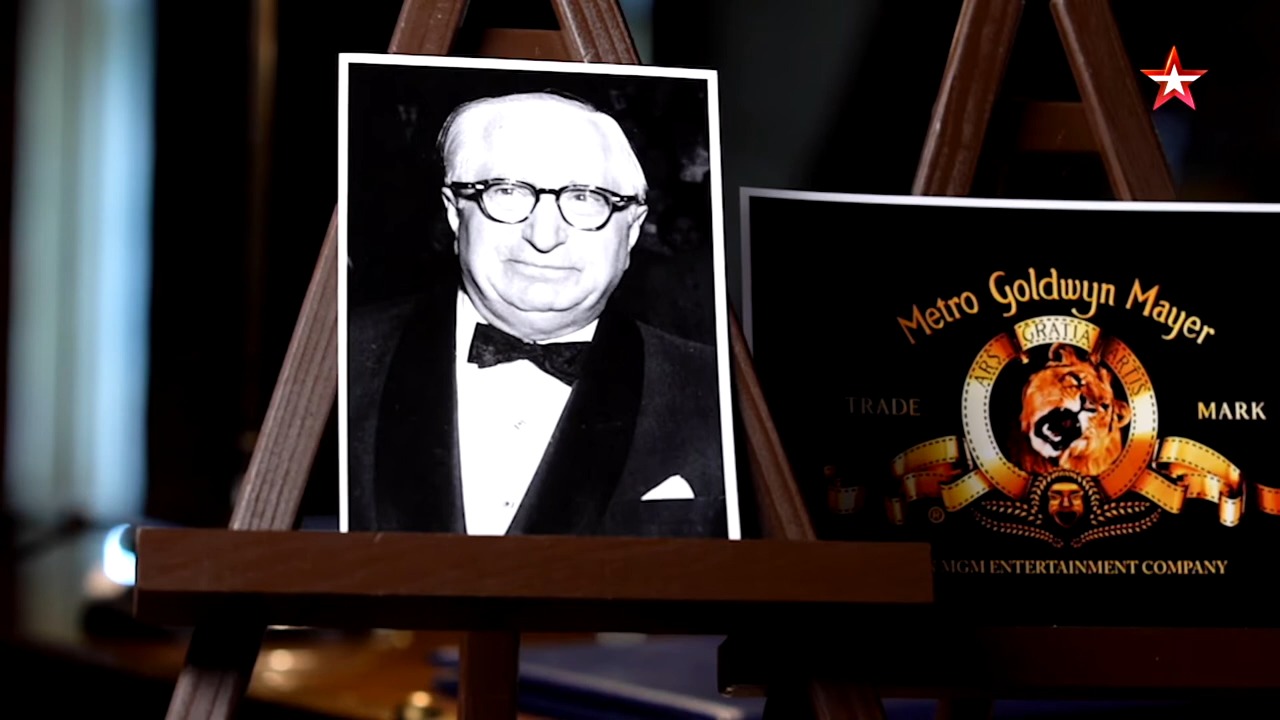 Metro Goldwyn Mayer
ARS GRATIA ARTIS
TRADE MARK
MGM ENTERTAINMENT COMPANY